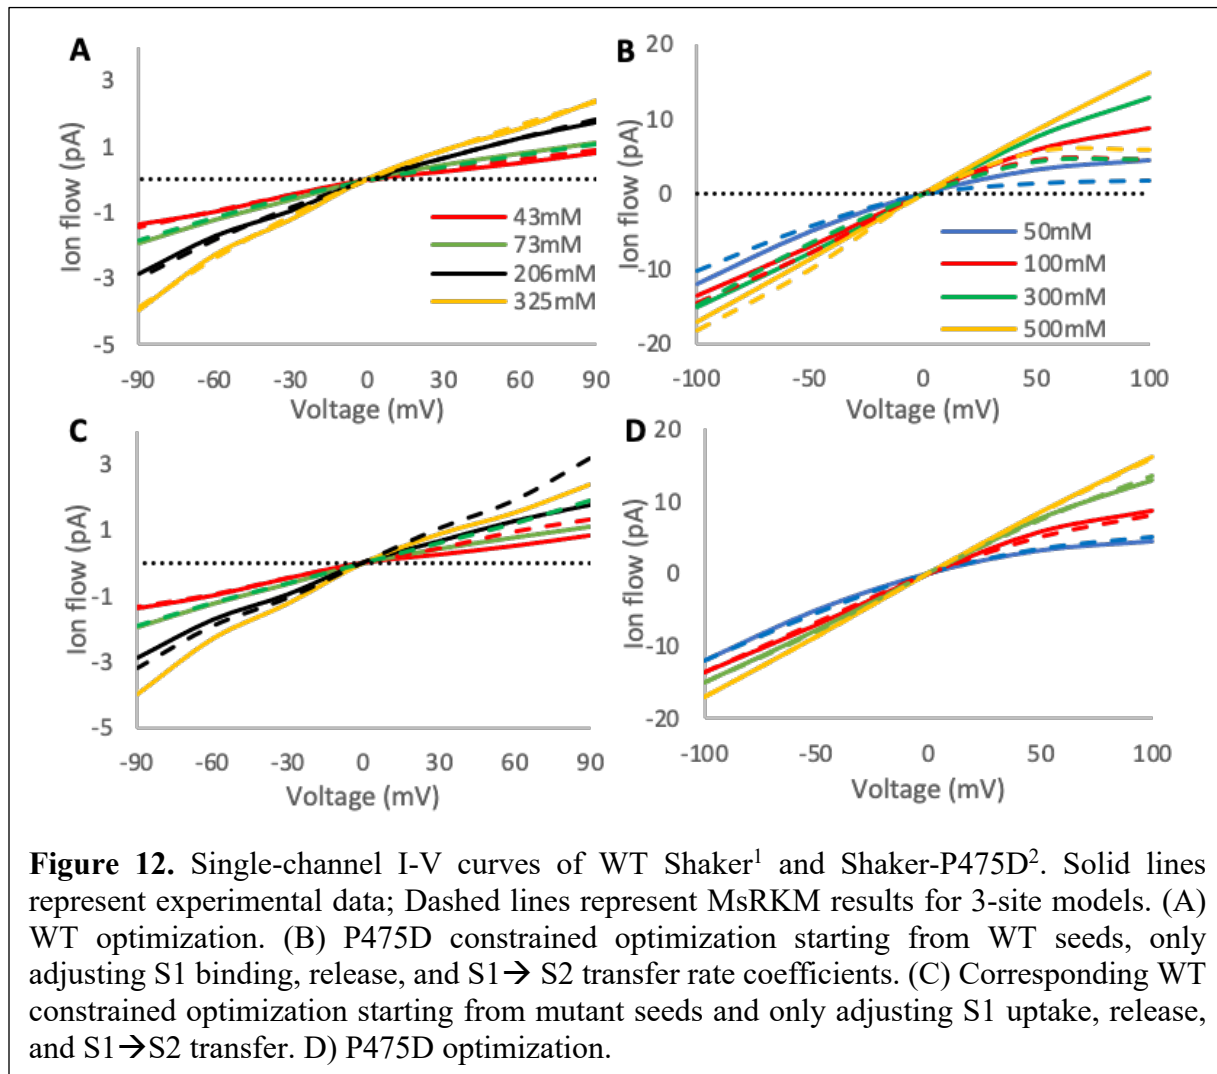 A
3
1
-1
-3
-5
Ion flow (pA)
-90
-60
-30
0
30
60
90
Voltage (mV)
43mM
73mM
206mM
325mM
B
20
10
0
-10
-20
Ion flow (pA)
-100
-50
0
50
100
Voltage (mV)
50mM
100mM
300mM
500mM
C
3
1
-1
-3
-5
Ion flow (pA)
-90
-60
-30
0
30
60
90
Voltage (mV)
D
20
10
0
-10
-20
Ion flow (pA)
-100
-50
0
50
100
Voltage (mV)
Figure 12. Single-channel I-V curves of WT Shaker¹ and Shaker-P475D². Solid lines
represent experimental data; Dashed lines represent MsRKM results for 3-site models. (A)
WT optimization. (B) P475D constrained optimization starting from WT seeds, only
adjusting S1 binding, release, and S1→ S2 transfer rate coefficients. (C) Corresponding WT
constrained optimization starting from mutant seeds and only adjusting S1 uptake, release,
and S1→S2 transfer. D) P475D optimization.